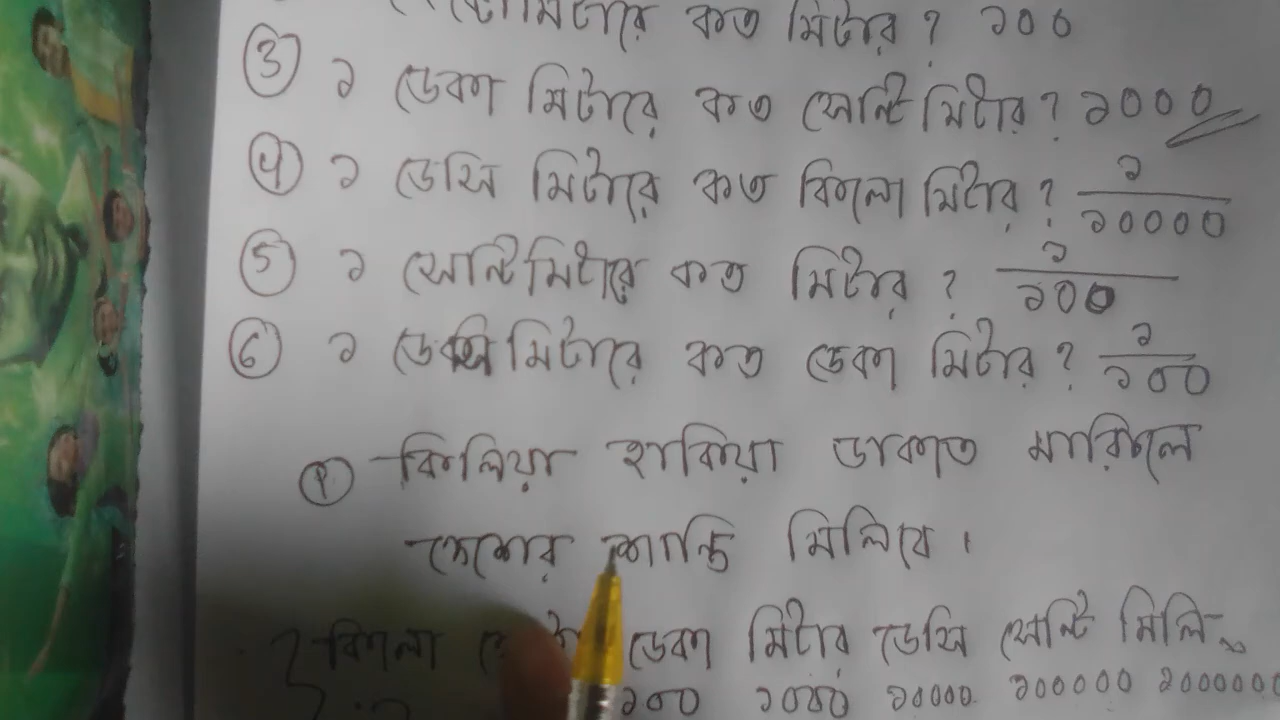 মিটারে কত মিটার? ১০০
③ ১ ডেকা মিটারে কত সেন্টি মিটার? ১০০০
④ ১ ডেসি মিটারে কত কিলো মিটার? ১/১০০০০
⑤ ১ সেন্টিমিটারে কত মিটার? ১/১০০
⑥ ১ ডেসি মিটারে কত ডেকা মিটার? ১/১০০
কিলিয়া হাকিয়া ডাকাত মারিলে
দেশের শান্তি মিলিবে।
কিলো ডেকা মিটার ডেসি সেন্টি মিলি
১০০ ১০০০ ১০০০০ ১০০০০০ ১০০০০০০